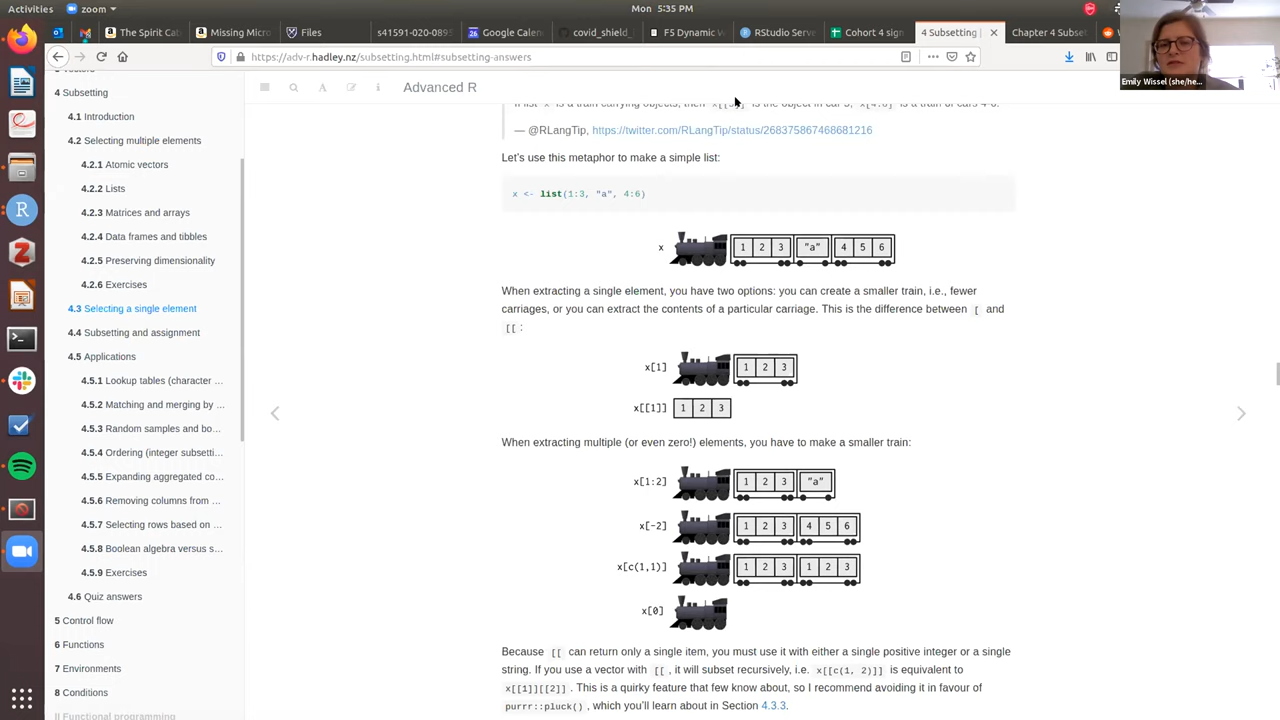 Activities zoom Mon 5:35 PM
The Spirit Cat Missing Micro Files s41591-020-0895 Google Calen covid_shield_ F5 Dynamic W RStudio Serve Cohort 4 sign 4 Subsetting | Chapter 4 Subset
https://adv-r.hadley.nz/subsetting.html#subsetting-answers
Emily Wissel (she/he...
Advanced R
4 Subsetting
4.1 Introduction
4.2 Selecting multiple elements
4.2.1 Atomic vectors
4.2.2 Lists
4.2.3 Matrices and arrays
4.2.4 Data frames and tibbles
4.2.5 Preserving dimensionality
4.2.6 Exercises
4.3 Selecting a single element
4.4 Subsetting and assignment
4.5 Applications
4.5.1 Lookup tables (character ...
4.5.2 Matching and merging by ...
4.5.3 Random samples and bo...
4.5.4 Ordering (integer subsetti...
4.5.5 Expanding aggregated co...
4.5.6 Removing columns from ...
4.5.7 Selecting rows based on ...
4.5.8 Boolean algebra versus s...
4.5.9 Exercises
4.6 Quiz answers
5 Control flow
6 Functions
7 Environments
8 Conditions
II Functional programming
— @RLangTip, https://twitter.com/RLangTip/status/268375867468681216
Let's use this metaphor to make a simple list:
x <- list(1:3, "a", 4:6)
x 1 2 3 "a" 4 5 6
When extracting a single element, you have two options: you can create a smaller train, i.e., fewer
carriages, or you can extract the contents of a particular carriage. This is the difference between [ and
[[ :
x[1] 1 2 3
x[[1]] 1 2 3
When extracting multiple (or even zero!) elements, you have to make a smaller train:
x[1:2] 1 2 3 "a"
x[-2] 1 2 3 4 5 6
x[c(1,1)] 1 2 3 1 2 3
x[0]
Because [[ can return only a single item, you must use it with either a single positive integer or a single
string. If you use a vector with [[ , it will subset recursively, i.e. x[[c(1, 2)]] is equivalent to
x[[1]][[2]] . This is a quirky feature that few know about, so I recommend avoiding it in favour of
purrr::pluck() , which you'll learn about in Section 4.3.3.